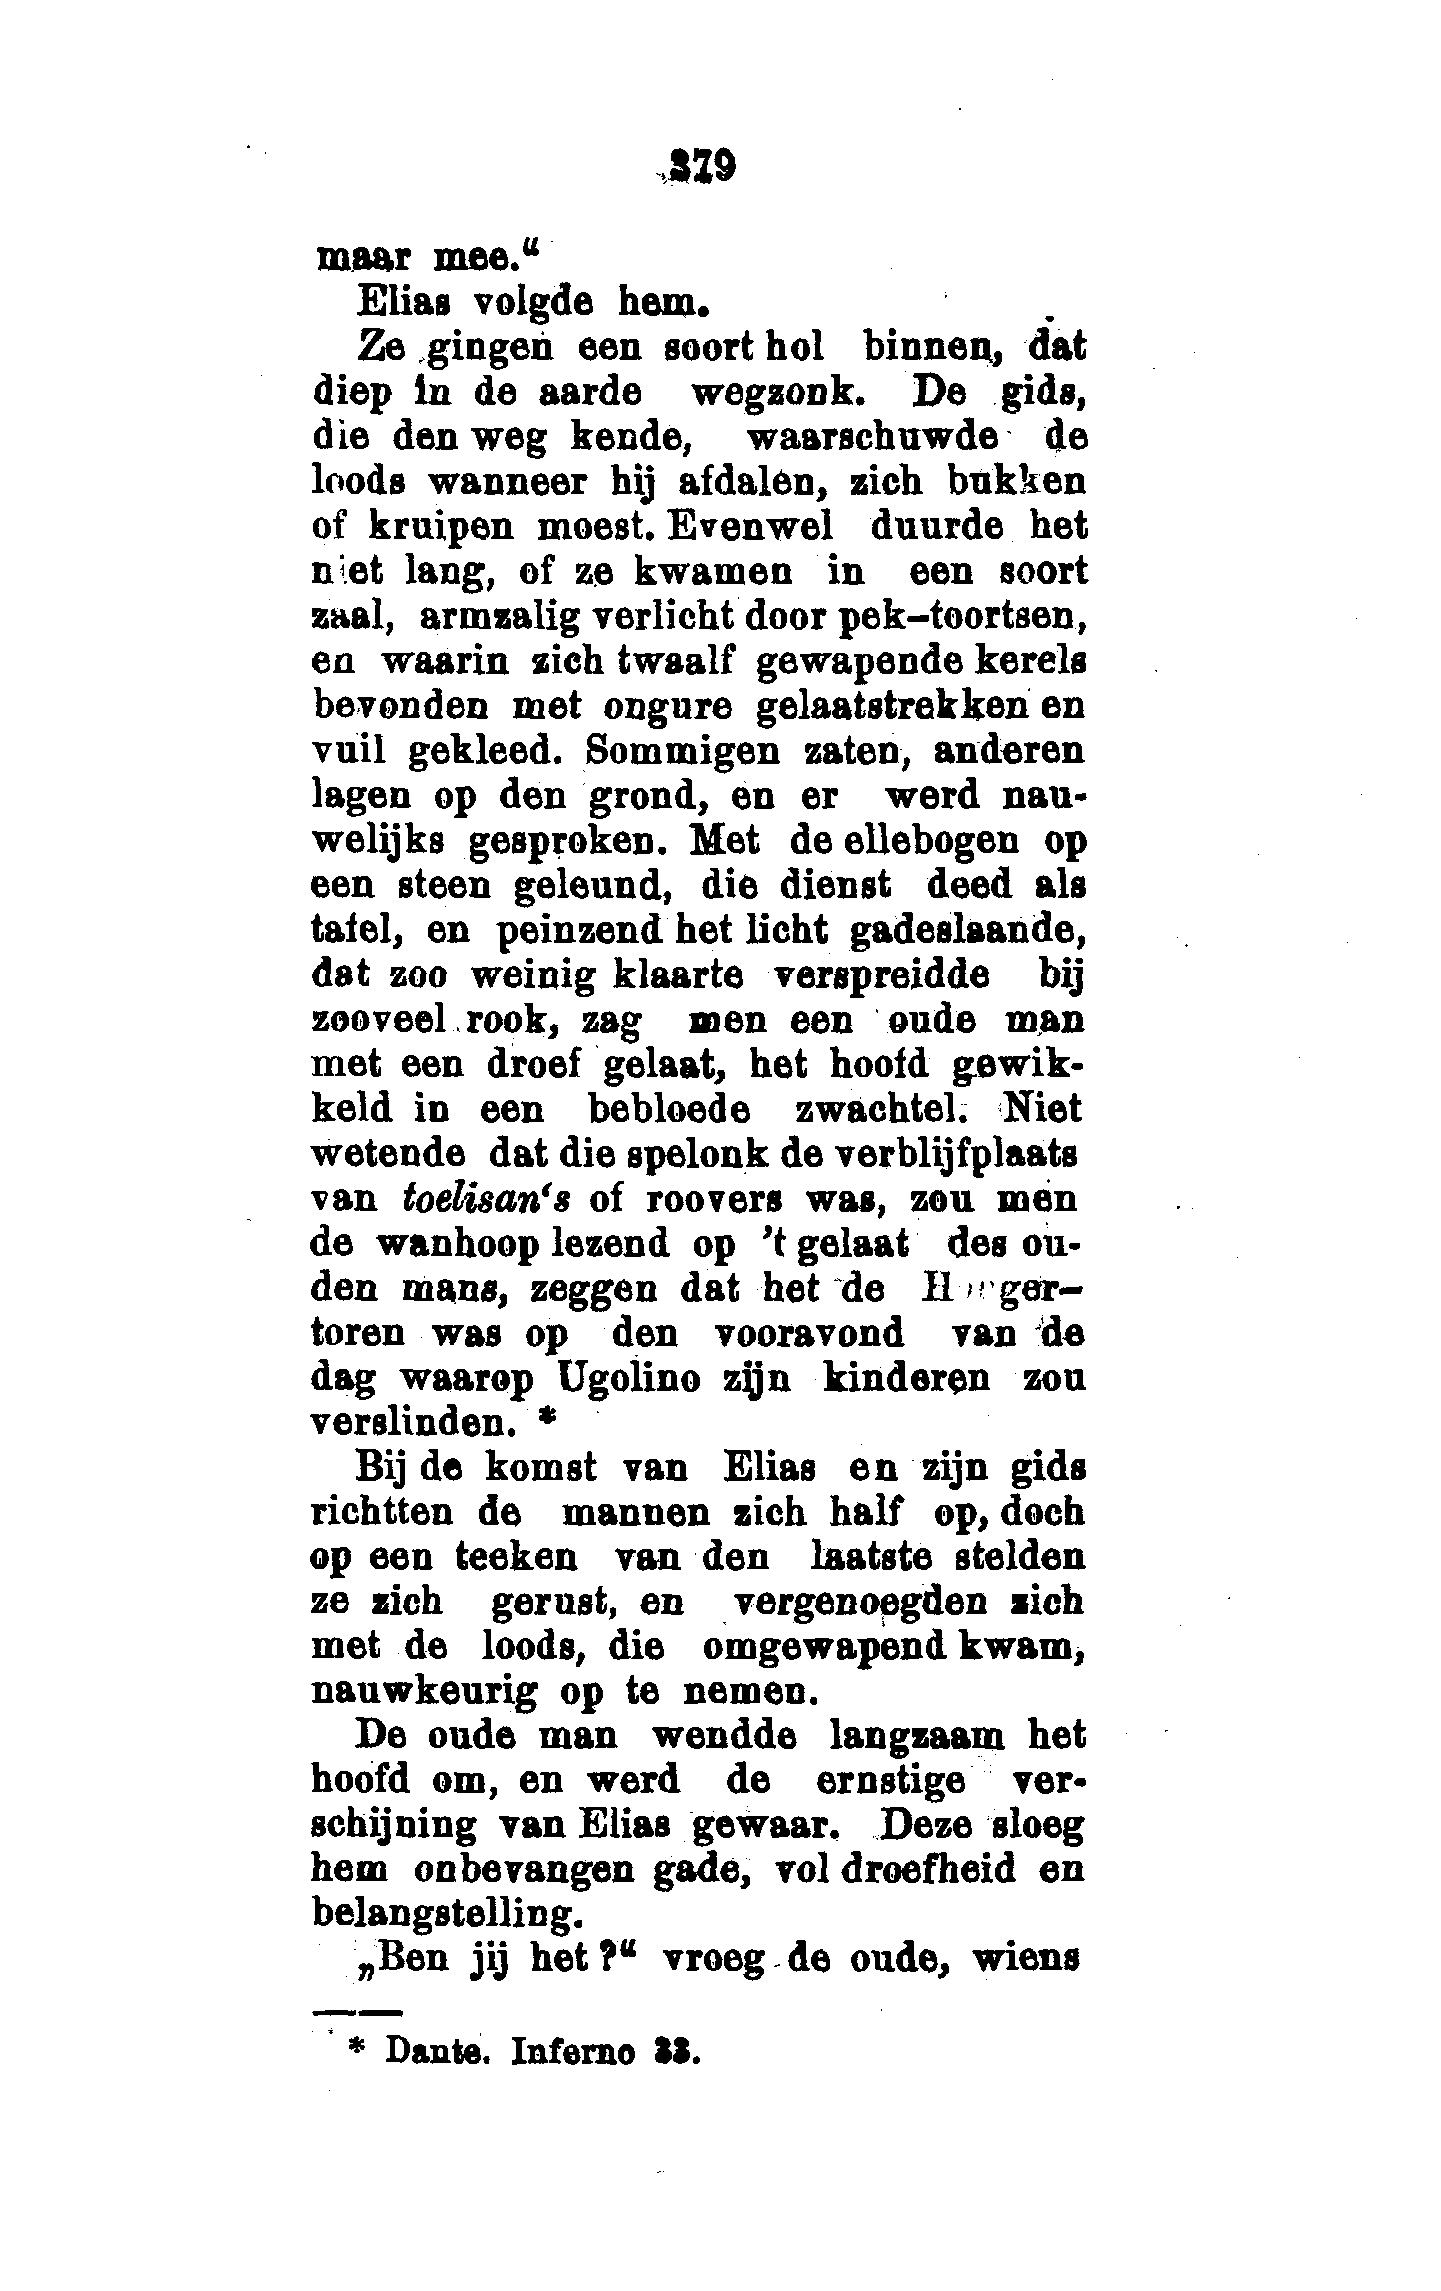 379
maar mee.“
Elias volgde hem.
Ze gingen een soort hol binnen, dat
diep in de aarde wegzonk. De gids,
die den weg kende, waarschuwde de
loods wanneer hij afdalen, zich bukken
of kruipen moest. Evenwel duurde het
niet lang, of ze kwamen in een soort
zaal, armzalig verlicht door pek-toortsen,
en waarin zich twaalf gewapende kerels
bevonden met ongure gelaatstrekken en
vuil gekleed. Sommigen zaten, anderen
lagen op den grond, en er werd nau-
welijks gesproken. Met de ellebogen op
een steen geleund, die dienst deed als
tafel, en peinzend het licht gadeslaande,
dat zoo weinig klaarte verspreidde bij
zooveel rook, zag men een oude man
met een droef gelaat, het hoofd gewik-
keld in een bebloede zwachtel. Niet
wetende dat die spelonk de verblijfplaats
van toelisan‘s of roovers was, zou men
de wanhoop lezend op ’t gelaat des ou-
den mans, zeggen dat het de Honger-
toren was op den vooravond van de
dag waarop Ugolino zijn kinderen zou
verslinden. *
Bij de komst van Elias en zijn gids
richtten de mannen zich half op, doch
op een teeken van den laatste stelden
ze zich gerust, en vergenoegden zich
met de loods, die omgewapend kwam,
nauwkeurig op te nemen.
De oude man wendde langzaam het
hoofd om, en werd de ernstige ver-
schijning van Elias gewaar. Deze sloeg
hem onbevangen gade, vol droefheid en
belangstelling.
„Ben jij het?“ vroeg de oude, wiens
* Dante. Inferno 33.